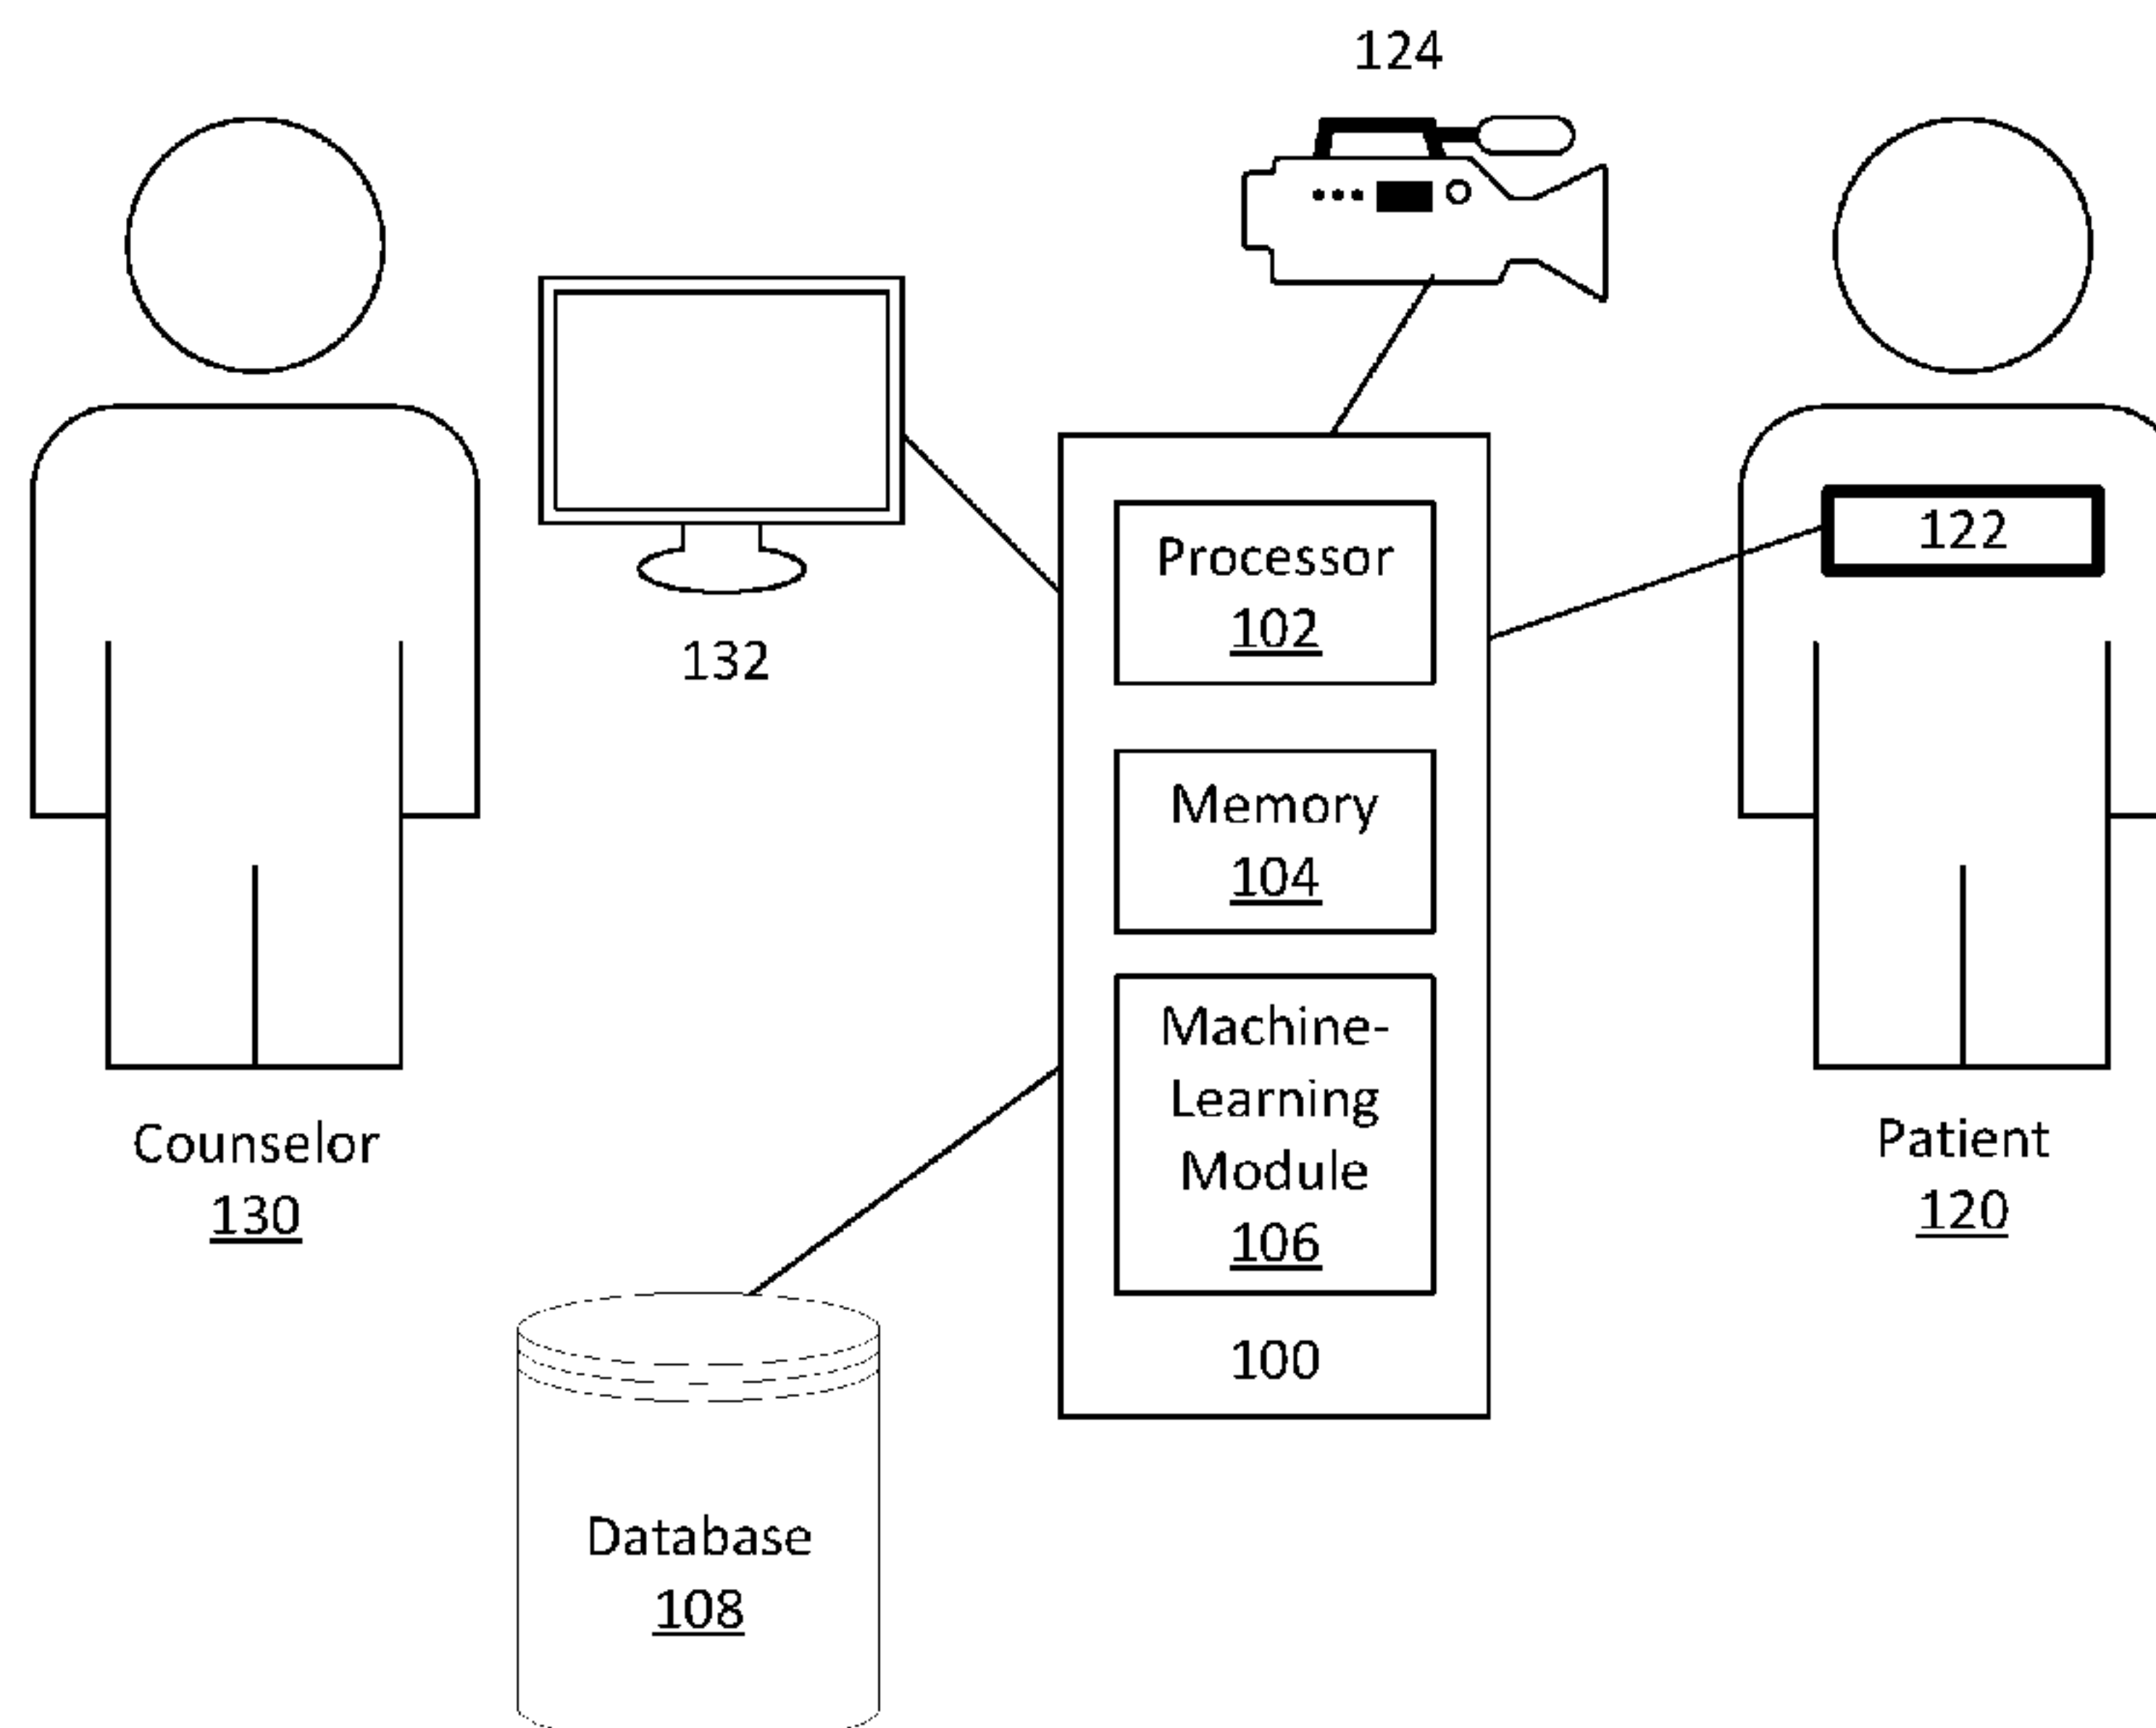 124
122
132
Processor
102
Memory
104
Machine-
Learning
Module
106
100
Counselor
130
Patient
120
Database
108